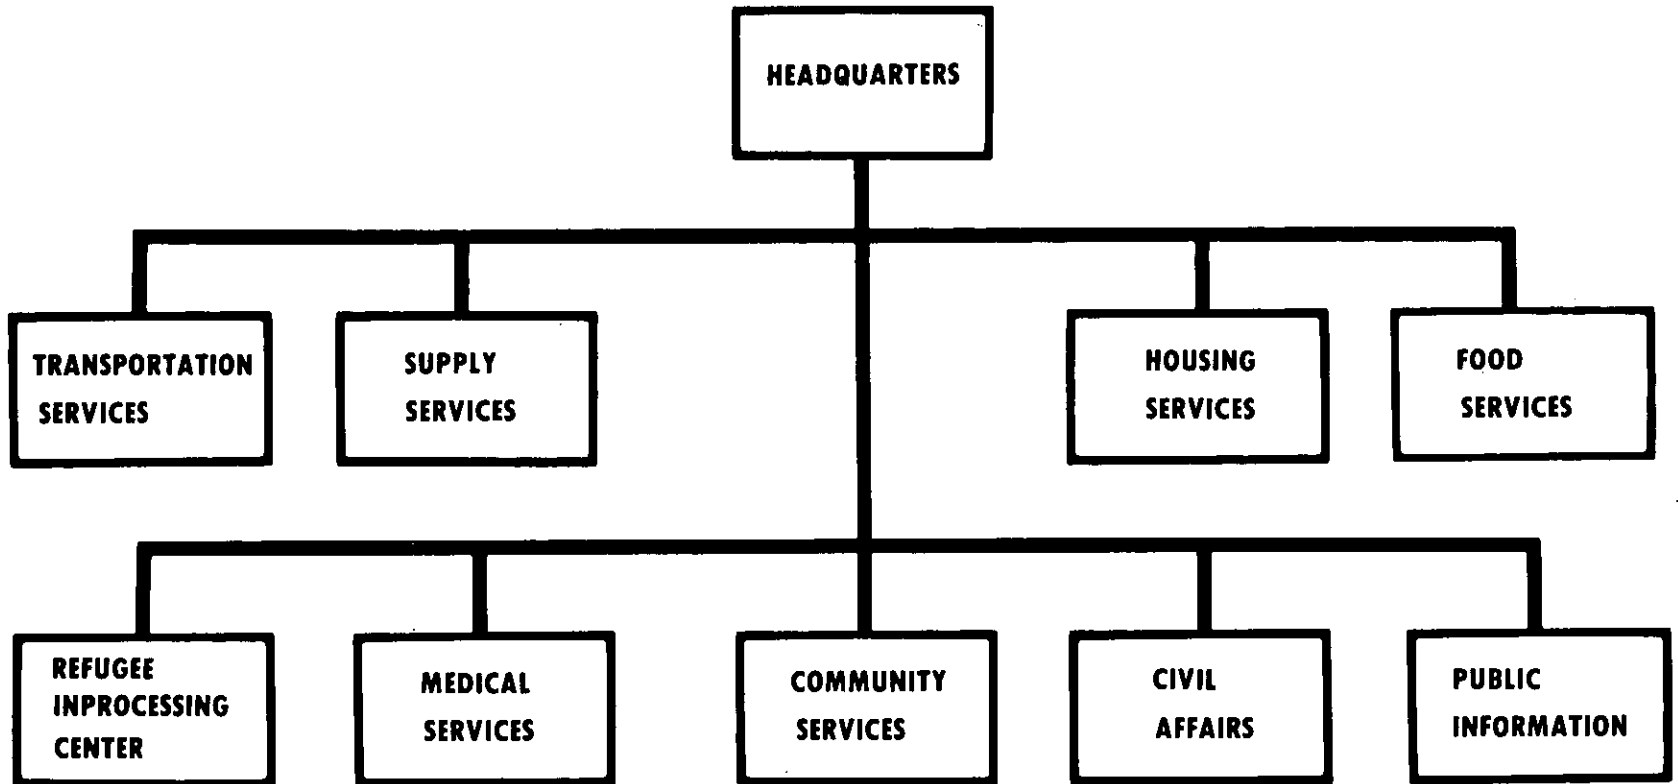 HEADQUARTERS
TRANSPORTATION
SERVICES
SUPPLY
SERVICES
HOUSING
SERVICES
FOOD
SERVICES
REFUGEE
INPROCESSING
CENTER
MEDICAL
SERVICES
COMMUNITY
SERVICES
CIVIL
AFFAIRS
PUBLIC
INFORMATION